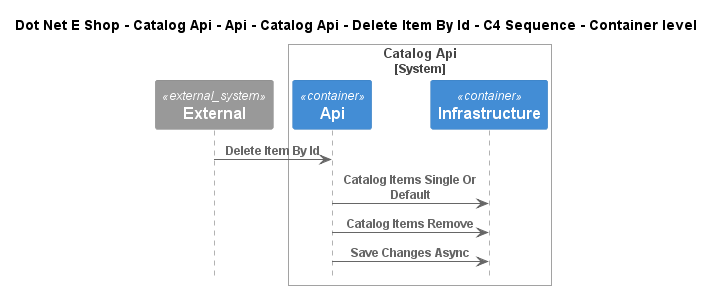 Dot Net E Shop - Catalog Api - Api - Catalog Api - Delete Item By Id - C4 Sequence - Container level
Catalog Api
[System]
«external_system»
External
«container»
Api
«container»
Infrastructure
Delete Item By Id
Catalog Items Single Or
Default
Catalog Items Remove
Save Changes Async